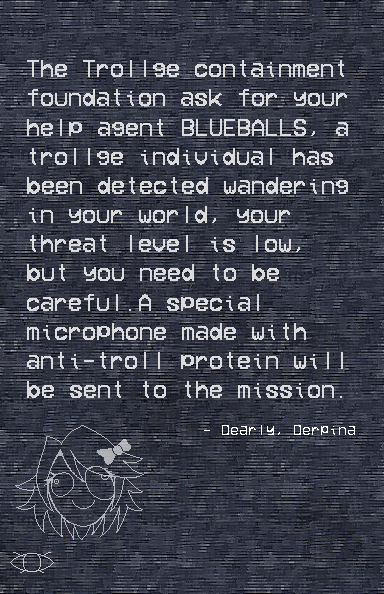 The Trollge containment
foundation ask for your
help agent BLUEBALLS, a
trollge individual has
been detected wandering
in your world, your
threat level is low,
but you need to be
careful.A special
microphone made with
anti-troll protein will
be sent to the mission.
- Dearly, Derpina